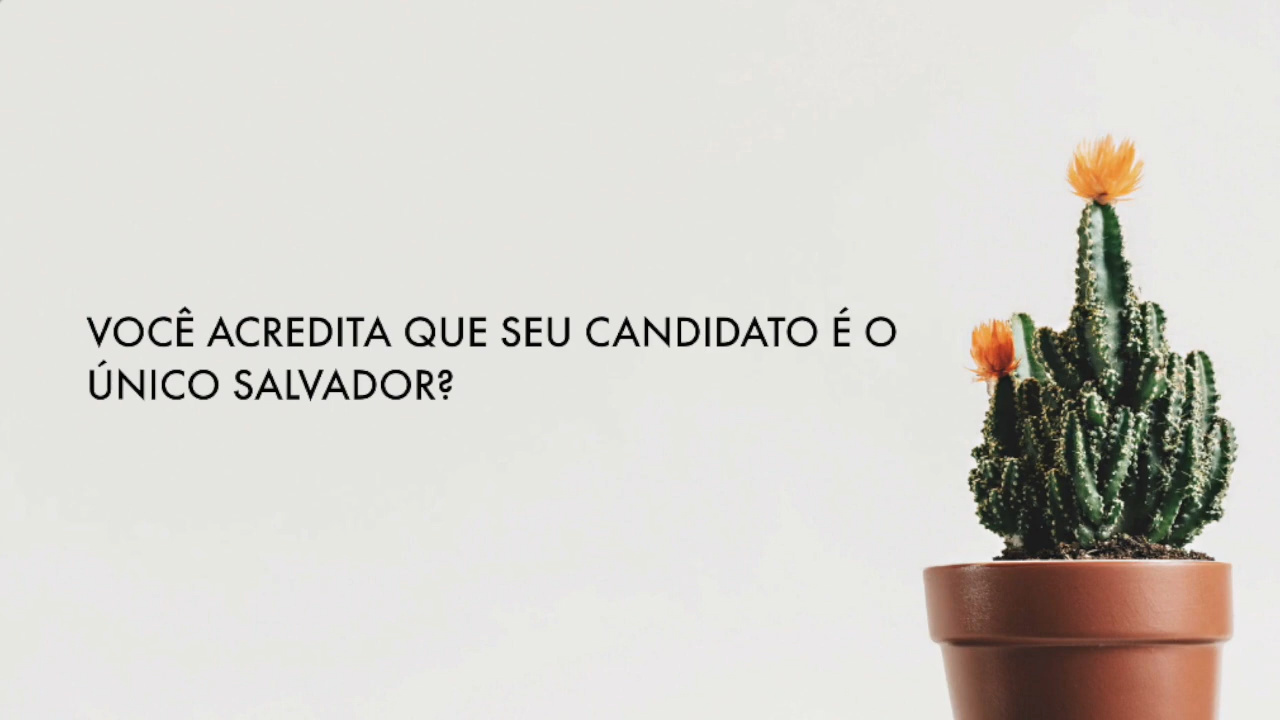 VOCÊ ACREDITA QUE SEU CANDIDATO É O
ÚNICO SALVADOR?